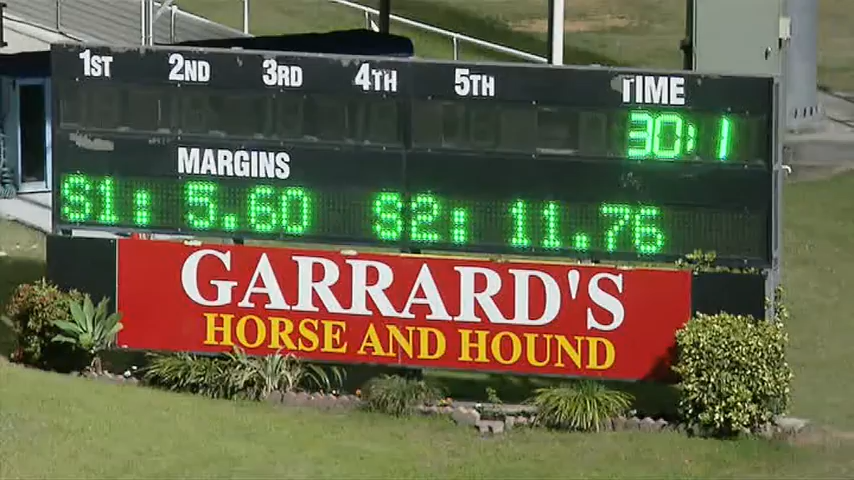 1ST 2ND 3RD 4TH 5TH TIME
30:1
MARGINS
S1: 5.60 S2: 11.76
GARRARD'S
HORSE AND HOUND